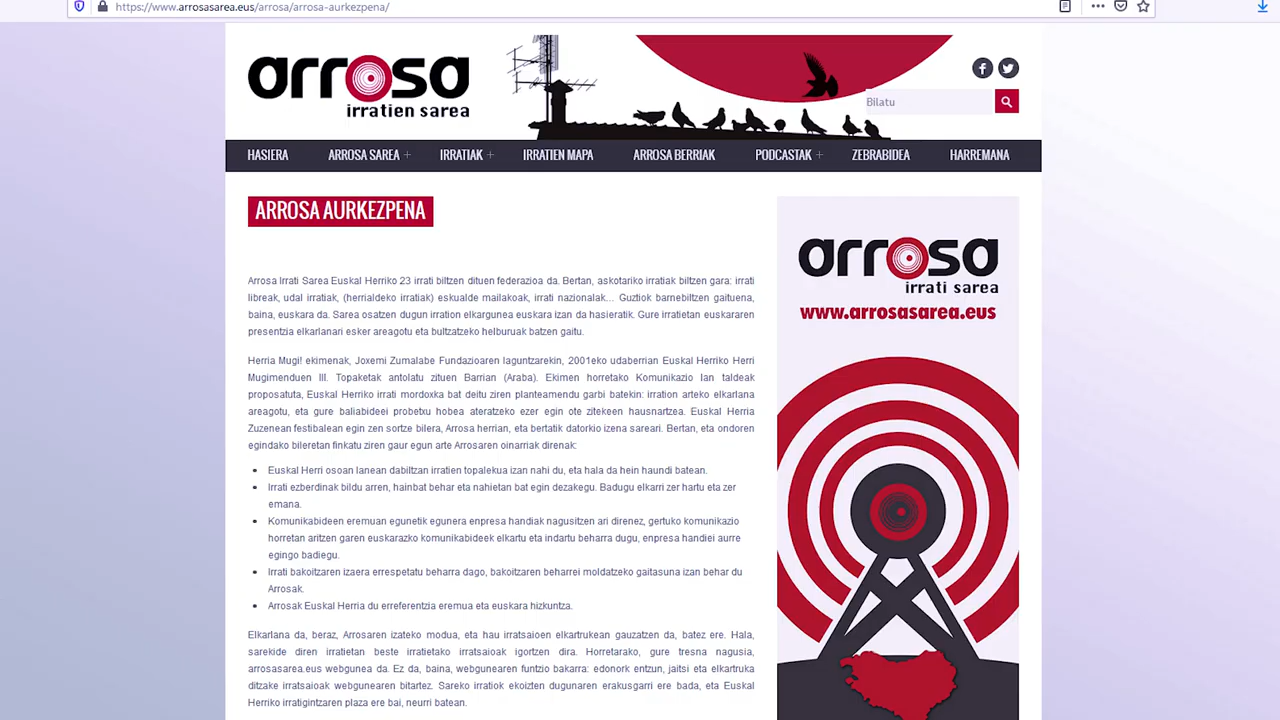 https://www.arrosasarea.eus/arrosa/arrosa-aurkezpena/
arrosa
irratien sarea
Bilatu
HASIERA ARROSA SAREA + IRRATIAK + IRRATIEN MAPA ARROSA BERRIAK PODCASTAK + ZEBRABIDEA HARREMANA
ARROSA AURKEZPENA
Arrosa Irrati Sarea Euskal Herriko 23 irrati biltzen dituen federazioa da. Bertan, askotariko irratiak biltzen gara: irrati
libreak, udal irratiak, (herrialdeko irratiak) eskualde mailakoak, irrati nazionalak... Guztiok barnebiltzen gaituena,
baina, euskara da. Sarea osatzen dugun irration elkargunea euskara izan da hasieratik. Gure irratietan euskararen
presentzia elkarlanari esker areagotu eta bultzatzeko helburuak batzen gaitu.
Herria Mugi! ekimenak, Joxemi Zumalabe Fundazioaren laguntzarekin, 2001eko udaberrian Euskal Herriko Herri
Mugimenduen III. Topaketak antolatu zituen Barrian (Araba). Ekimen horretako Komunikazio lan taldeak
proposatuta, Euskal Herriko irrati mordoxka bat deitu ziren planteamendu garbi batekin: irration arteko elkarlana
areagotu, eta gure baliabideei probetxu hobea ateratzeko ezer egin ote zitekeen hausnartzea. Euskal Herria
Zuzenean festibalean egin zen sortze bilera, Arrosa herrian, eta bertatik datorkio izena sareari. Bertan, eta ondoren
egindako bileretan finkatu ziren gaur egun arte Arrosaren oinarriak direnak:
• Euskal Herri osoan lanean dabiltzan irratien topalekua izan nahi du, eta hala da hein haundi batean.
• Irrati ezberdinak bildu arren, hainbat behar eta nahietan bat egin dezakegu. Badugu elkarri zer hartu eta zer
emana.
• Komunikabideen eremuan egunetik egunera enpresa handiak nagusitzen ari direnez, gertuko komunikazio
horretan aritzen garen euskarazko komunikabideek elkartu eta indartu beharra dugu, enpresa handiei aurre
egingo badiegu.
• Irrati bakoitzaren izaera errespetatu beharra dago, bakoitzaren beharrei moldatzeko gaitasuna izan behar du
Arrosak.
• Arrosak Euskal Herria du erreferentzia eremua eta euskara hizkuntza.
Elkarlana da, beraz, Arrosaren izateko modua, eta hau irratsaioen elkartrukean gauzatzen da, batez ere. Hala,
sarekide diren irratietan beste irratietako irratsaioak igortzen dira. Horretarako, gure tresna nagusia,
arrosasarea.eus webgunea da. Ez da, baina, webgunearen funtzio bakarra: edonork entzun, jaitsi eta elkartruka
ditzake irratsaioak webgunearen bitartez. Sareko irratiok ekoizten dugunaren erakusgarri ere bada, eta Euskal
Herriko irratigintzaren plaza ere bai, neurri batean.
arrosa
irrati sarea
www.arrosasarea.eus